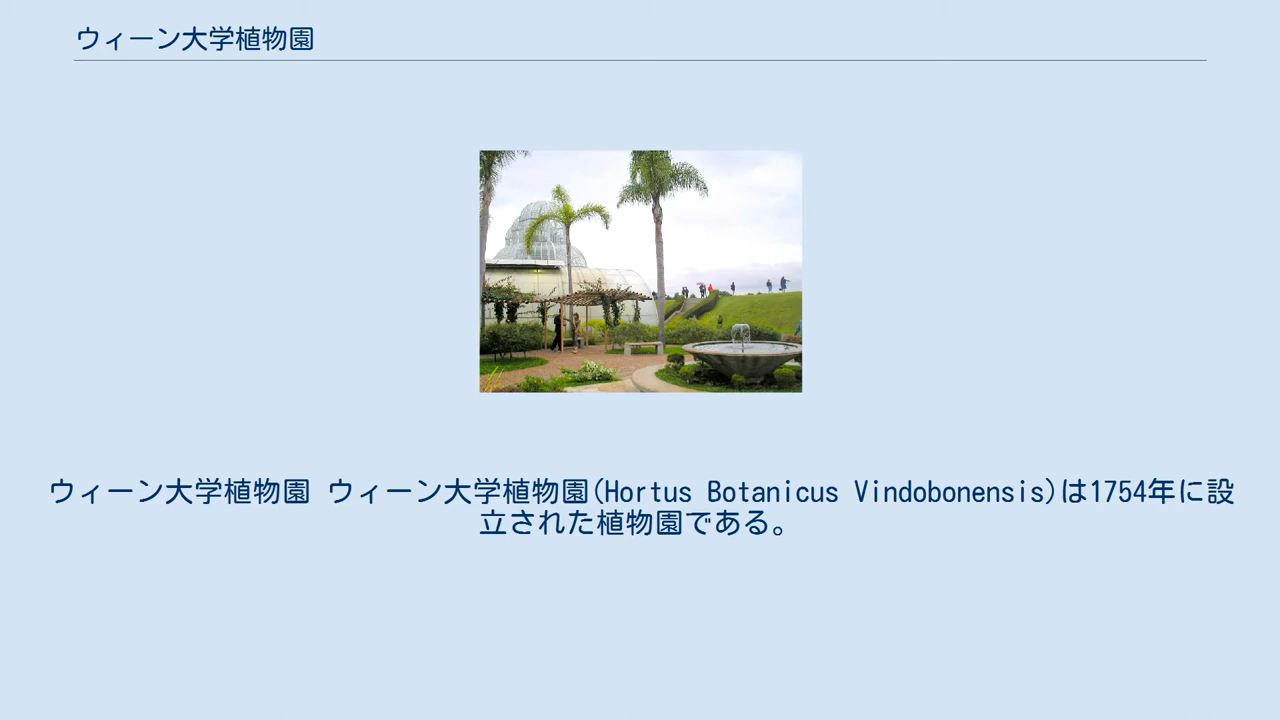 ウィーン大学植物園
ウィーン大学植物園 ウィーン大学植物園(Hortus Botanicus Vindobonensis)は1754年に設
立された植物園である。